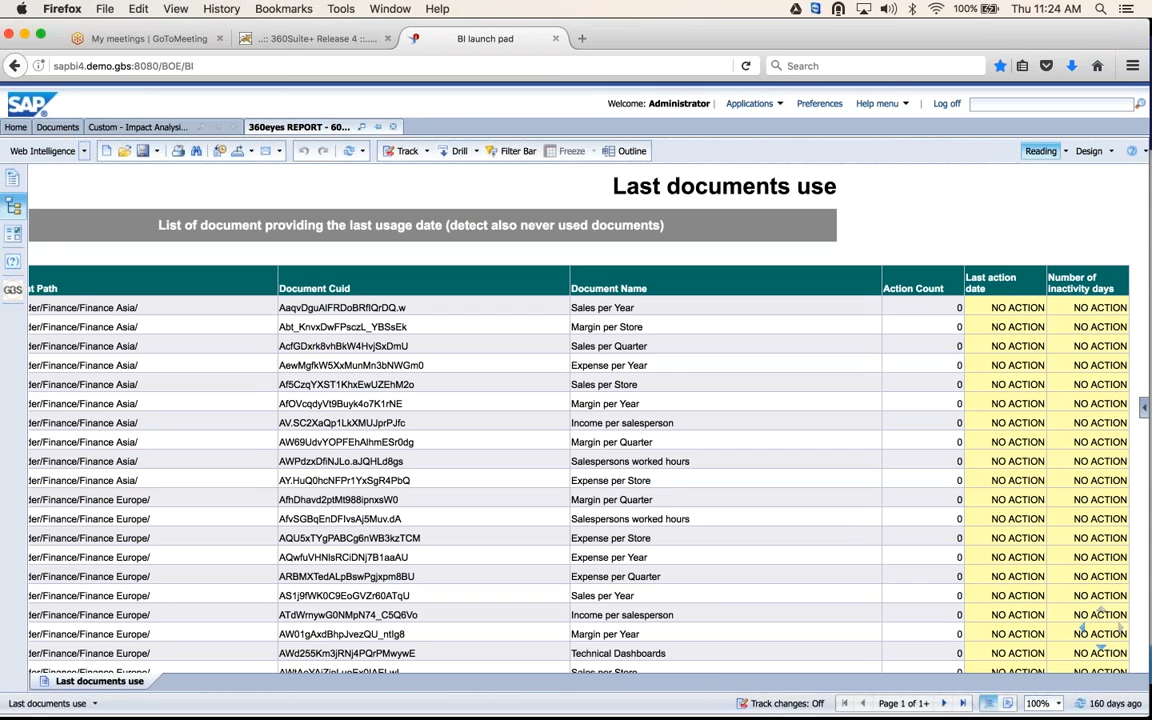 Firefox File Edit View History Bookmarks Tools Window Help 100% Thu 11:24 AM
My meetings | GoToMeeting
..:: 360Suite+ Release 4 ::....
BI launch pad
sapbi4.demo.gbs:8080/BOE/BI
Search
SAP
Welcome: Administrator Applications Preferences Help menu Log off
Home Documents Custom - Impact Analysi... 360eyes REPORT - 60...
Web Intelligence Track Drill Filter Bar Freeze Outline Reading Design
Last documents use
List of document providing the last usage date (detect also never used documents)
t Path Document Cuid Document Name Action Count Last action date Number of inactivity days
der/Finance/Finance Asia/ AaqvDguAlFRDoBRflQrDQ.w Sales per Year 0 NO ACTION NO ACTION
der/Finance/Finance Asia/ Abt_KnvxDwFPsczL_YBSsEk Margin per Store 0 NO ACTION NO ACTION
der/Finance/Finance Asia/ AcfGDxrk8vhBkW4HvjSxDmU Sales per Quarter 0 NO ACTION NO ACTION
der/Finance/Finance Asia/ AewMgfkW5XxMunMn3bNWGm0 Expense per Year 0 NO ACTION NO ACTION
der/Finance/Finance Asia/ Af5CzqYXST1KhxEwUZEhM2o Sales per Store 0 NO ACTION NO ACTION
der/Finance/Finance Asia/ AfOVcqdyVt9Buyk4o7K1rNE Margin per Year 0 NO ACTION NO ACTION
der/Finance/Finance Asia/ AV.SC2XaQp1LkXMUJprPJfc Income per salesperson 0 NO ACTION NO ACTION
der/Finance/Finance Asia/ AW69UdvYOPFEhAlhmESr0dg Margin per Quarter 0 NO ACTION NO ACTION
der/Finance/Finance Asia/ AWPdzxDfiNJLo.aJQHLd8gs Salespersons worked hours 0 NO ACTION NO ACTION
der/Finance/Finance Asia/ AY.HuQ0hcNFPr1YxSgR4PbQ Expense per Store 0 NO ACTION NO ACTION
der/Finance/Finance Europe/ AfhDhavd2ptMt988ipnxsW0 Margin per Quarter 0 NO ACTION NO ACTION
der/Finance/Finance Europe/ AfvSGBqEnDFIvsAj5Muv.dA Salespersons worked hours 0 NO ACTION NO ACTION
der/Finance/Finance Europe/ AQU5xTYgPABCg6nWB3kzTCM Expense per Store 0 NO ACTION NO ACTION
der/Finance/Finance Europe/ AQwfuVHNlsRCiDNj7B1aaAU Expense per Year 0 NO ACTION NO ACTION
der/Finance/Finance Europe/ ARBMXTedALpBswPgjxpm8BU Expense per Quarter 0 NO ACTION NO ACTION
der/Finance/Finance Europe/ AS1j9fWK0C9EoGVZr60ATqU Sales per Year 0 NO ACTION NO ACTION
der/Finance/Finance Europe/ ATdWrnywG0NMpN74_C5Q6Vo Income per salesperson 0 NO ACTION NO ACTION
der/Finance/Finance Europe/ AW01gAxdBhpJvezQU_ntIg8 Margin per Year 0 NO ACTION NO ACTION
der/Finance/Finance Europe/ AWd255Km3jRNj4PQrPMwywE Technical Dashboards 0 NO ACTION NO ACTION
der/Finance/Finance Europe/ Sales per Store 0 NO ACTION NO ACTION
Last documents use
Last documents use Track changes: Off Page 1 of 1+ 100% 160 days ago
GBS